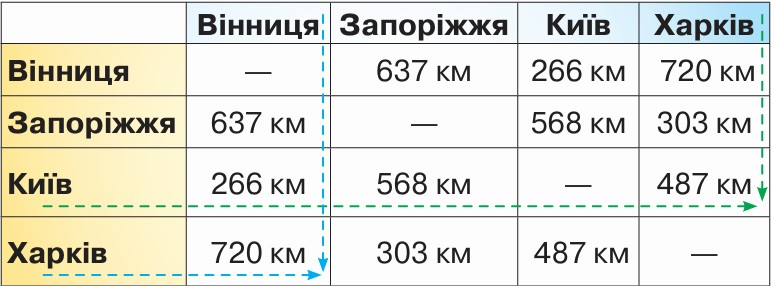 Вінниця Запоріжжя Київ Харків
Вінниця — 637 км 266 км 720 км
Запоріжжя 637 км — 568 км 303 км
Київ 266 км 568 км — 487 км
Харків 720 км 303 км 487 км —